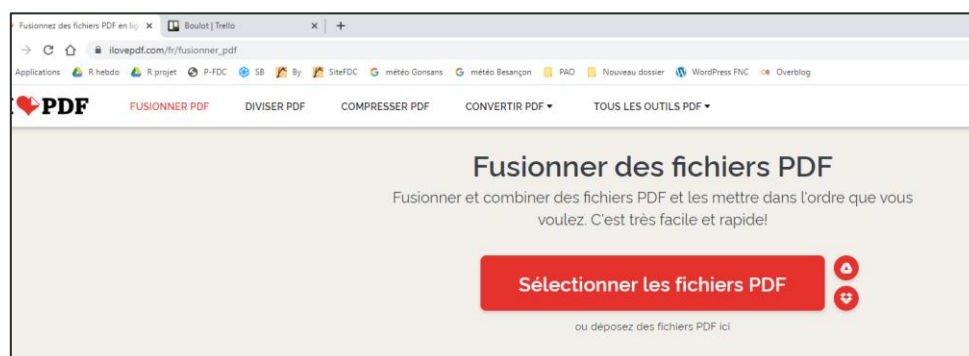 Fusionnez des fichiers PDF en lig
Boulot | Trello
ilovepdf.com/fr/fusionner_pdf
Applications R hebdo R projet P-FDC SB By SiteFDC météo Gonsans météo Besançon PAO Nouveau dossier WordPress FNC Overblog
I PDF FUSIONNER PDF DIVISER PDF COMPRESSER PDF CONVERTIR PDF TOUS LES OUTILS PDF
Fusionner des fichiers PDF
Fusionner et combiner des fichiers PDF et les mettre dans l'ordre que vous
voulez. C'est très facile et rapide!
Sélectionner les fichiers PDF
ou déposez des fichiers PDF ici